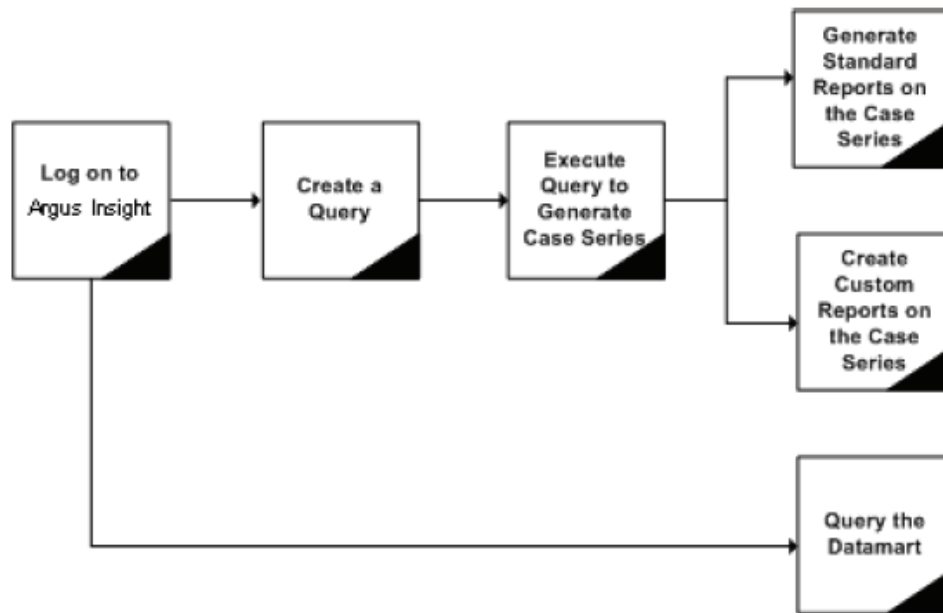 Log on to
Argus Insight
Create a
Query
Execute
Query to
Generate
Case Series
Generate
Standard
Reports on
the Case
Series
Create
Custom
Reports on
the Case
Series
Query the
Datamart